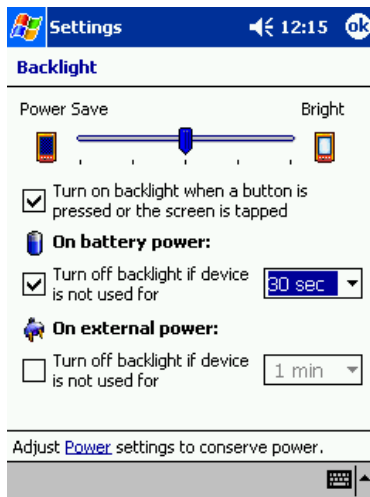 Settings 12:15 ok
Backlight
Power Save Bright
Turn on backlight when a button is
pressed or the screen is tapped
On battery power:
Turn off backlight if device
is not used for
30 sec
On external power:
Turn off backlight if device
is not used for
1 min
Adjust Power settings to conserve power.